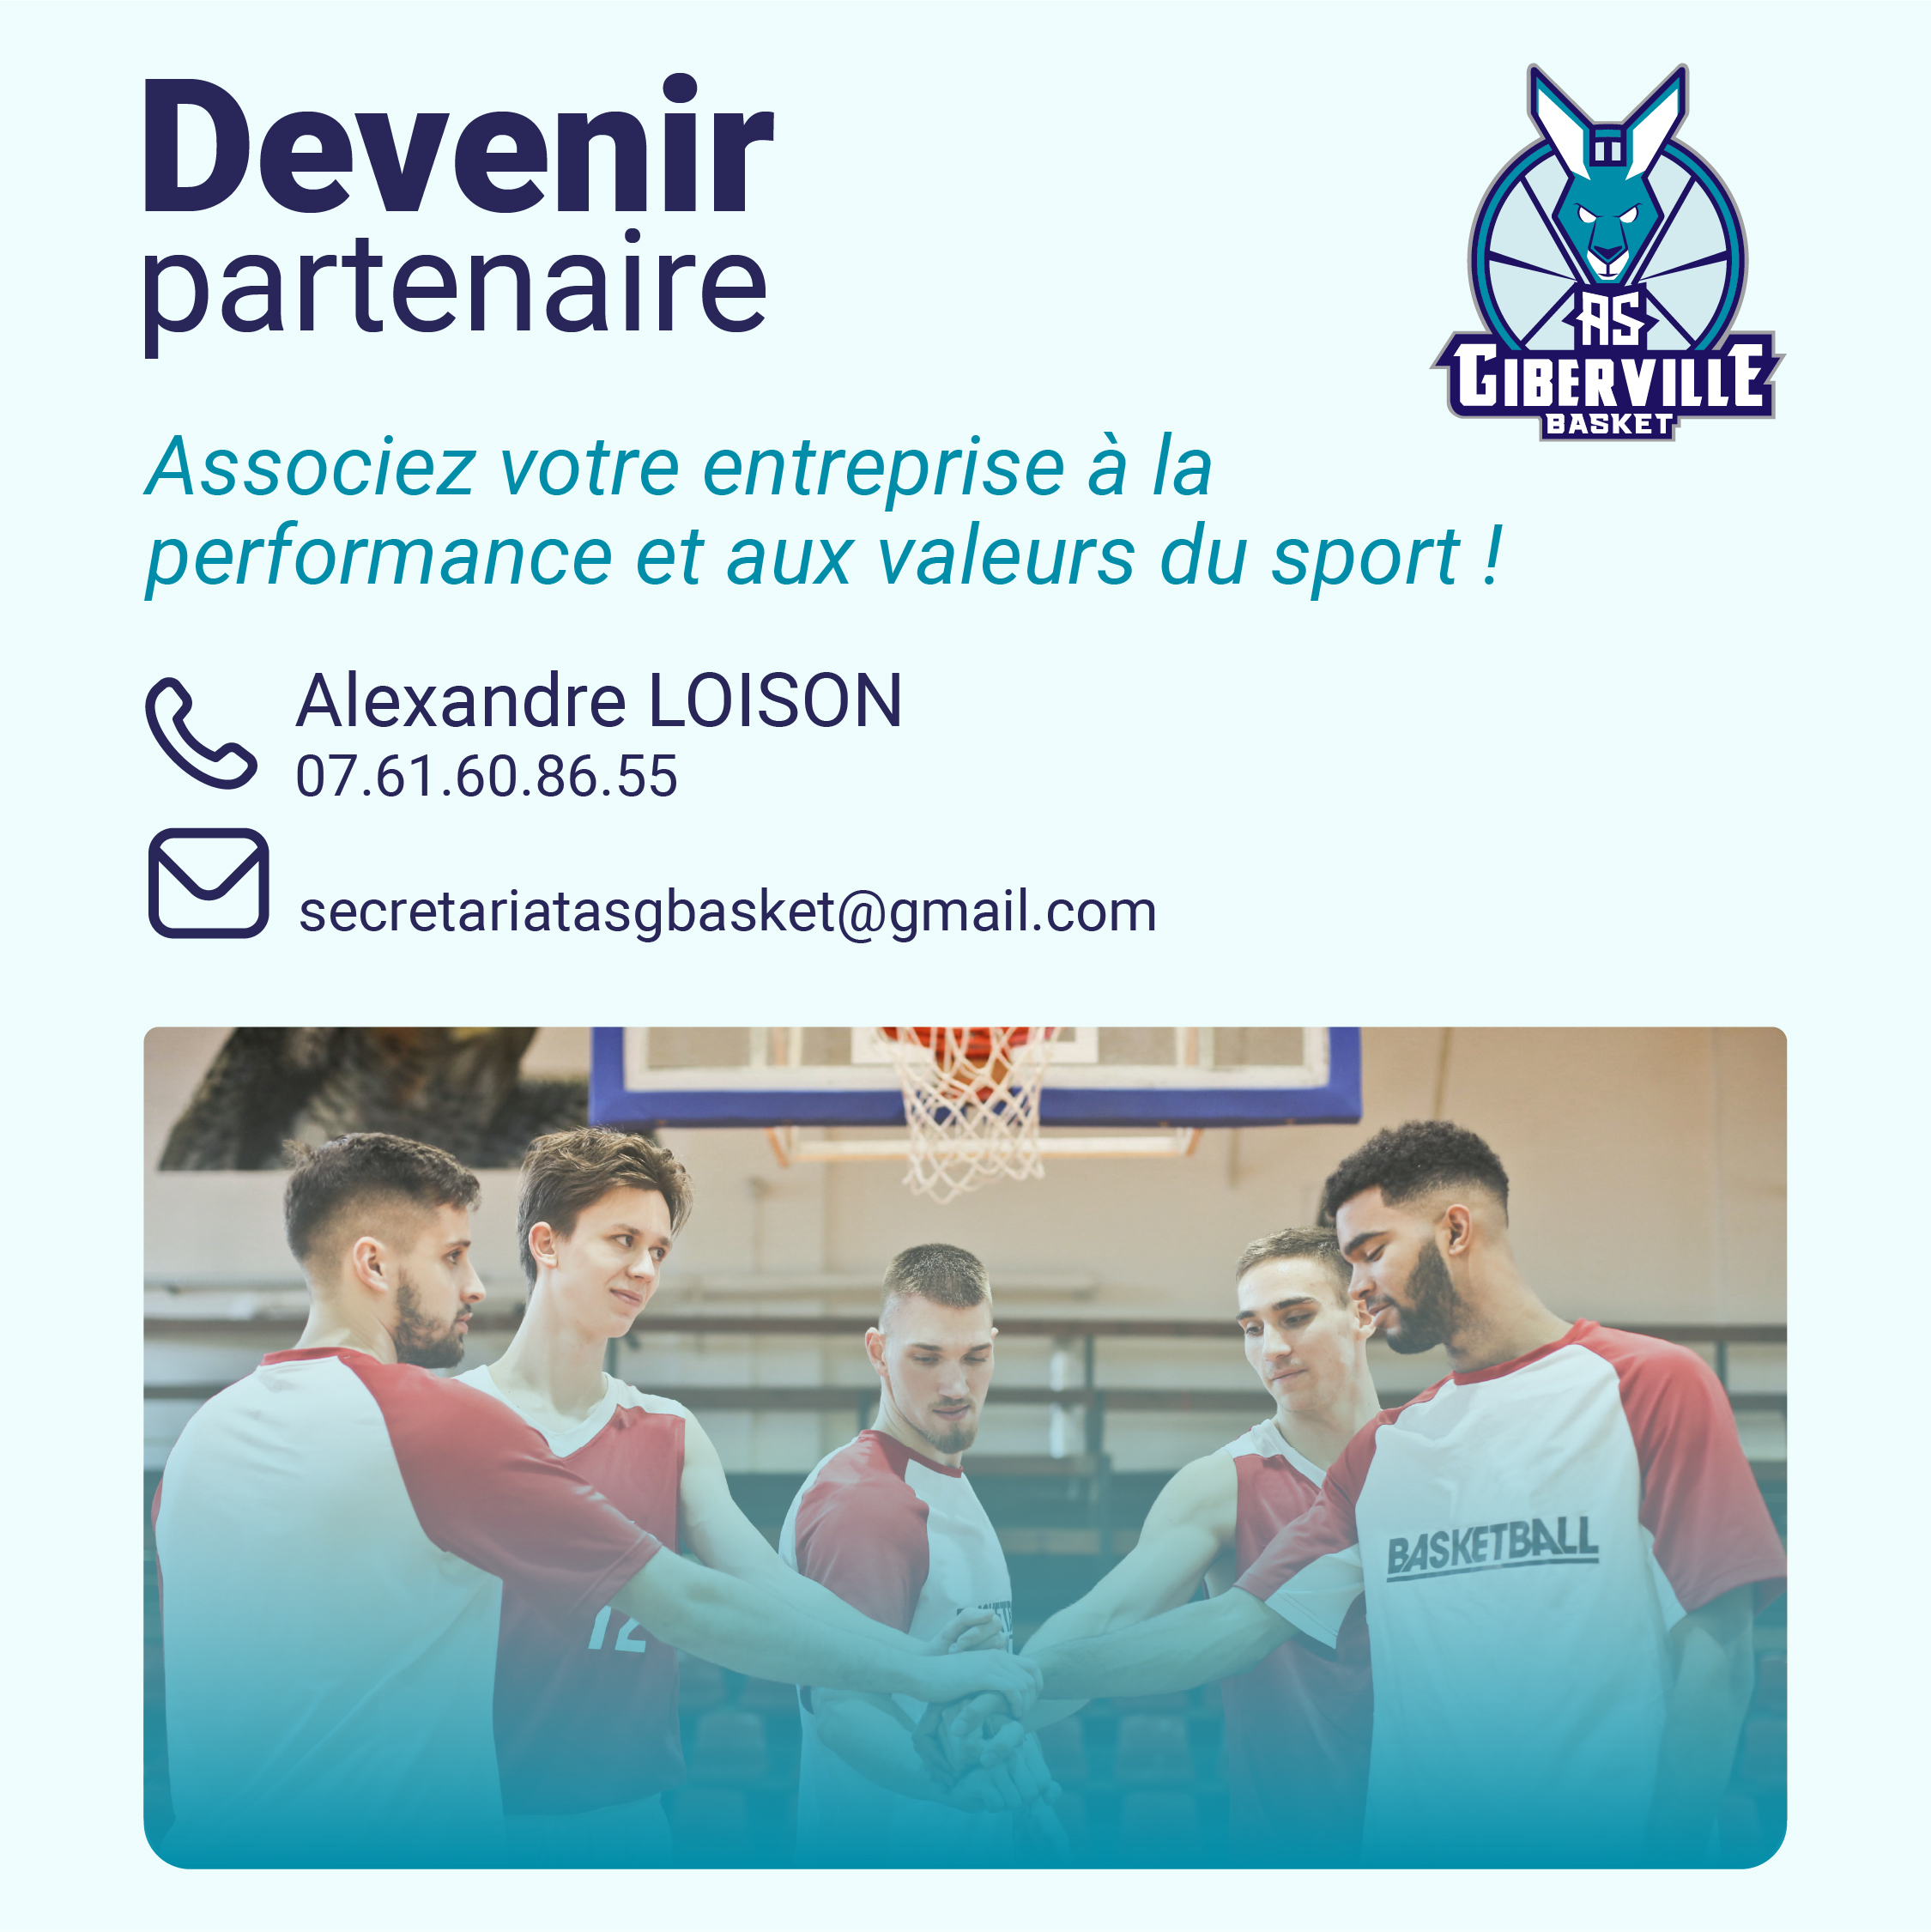 Devenir
partenaire
AS
GIBERVILLE
BASKET
Associez votre entreprise à la
performance et aux valeurs du sport !
Alexandre LOISON
07.61.60.86.55
secretariatasgbasket@gmail.com
BASKETBALL
12